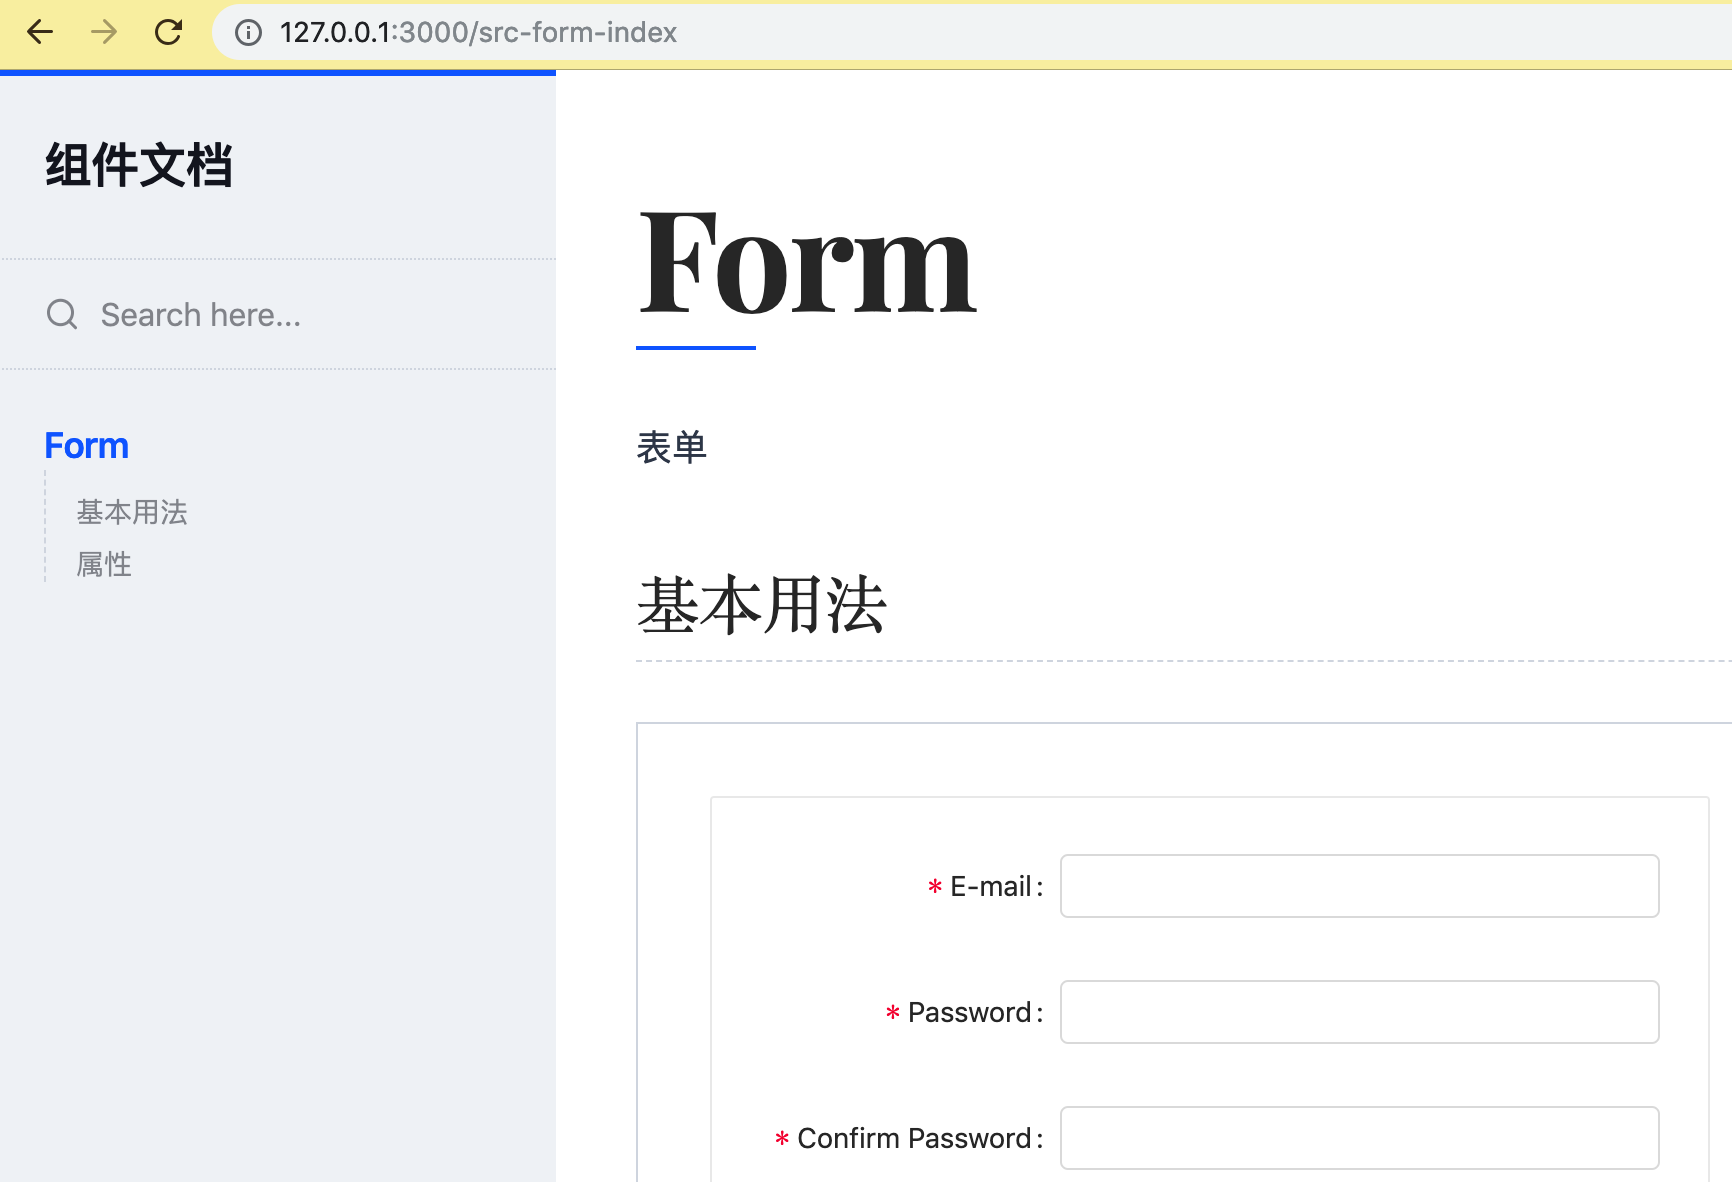 127.0.0.1:3000/src-form-index
组件文档
Search here...
Form
基本用法
属性
Form
表单
基本用法
* E-mail :
* Password :
* Confirm Password :